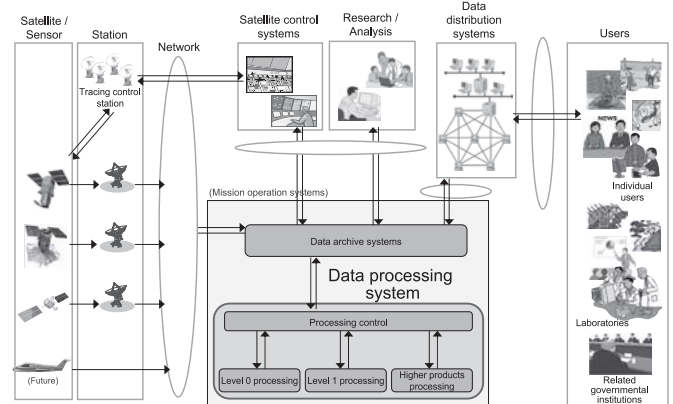 Satellite /
Sensor
Station
Network
Satellite control
systems
Research /
Analysis
Data
distribution
systems
Users
Tracing control
station
NEWS
Individual
users
(Mission operation systems)
Data archive systems
Data processing
system
Processing control
Level 0 processing
Level 1 processing
Higher products
processing
Laboratories
(Future)
Related
governmental
institutions